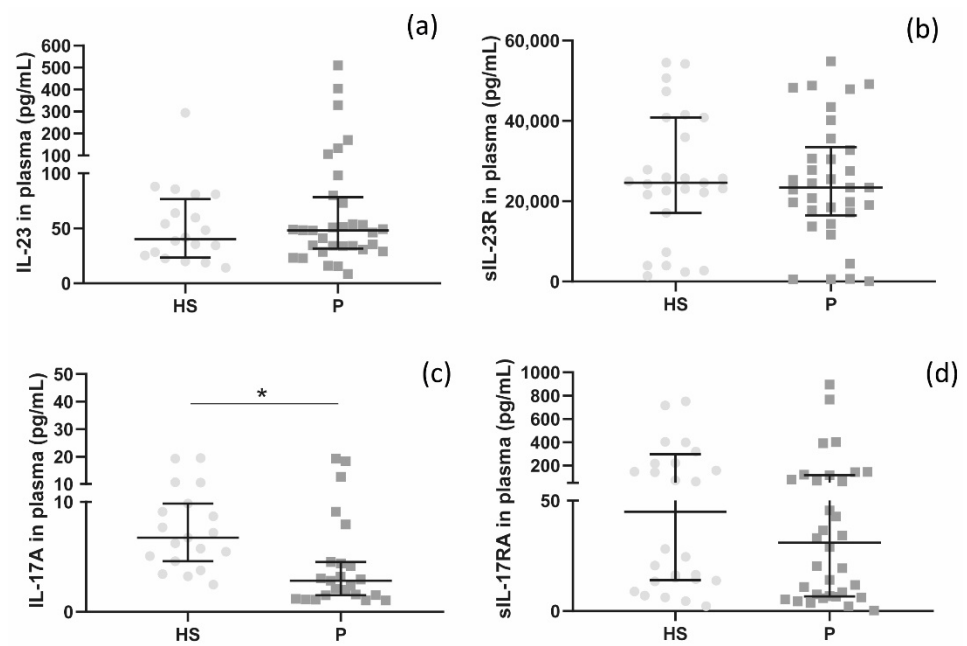 (a)
IL-23 in plasma (pg/mL)
600
500
400
300
200
100
100
50
0
HS
P
(b)
sIL-23R in plasma (pg/mL)
60,000
40,000
20,000
0
HS
P
(c)
IL-17A in plasma (pg/mL)
50
40
30
20
10
10
0
*
HS
P
(d)
sIL-17RA in plasma (pg/mL)
1000
800
600
400
200
50
0
HS
P